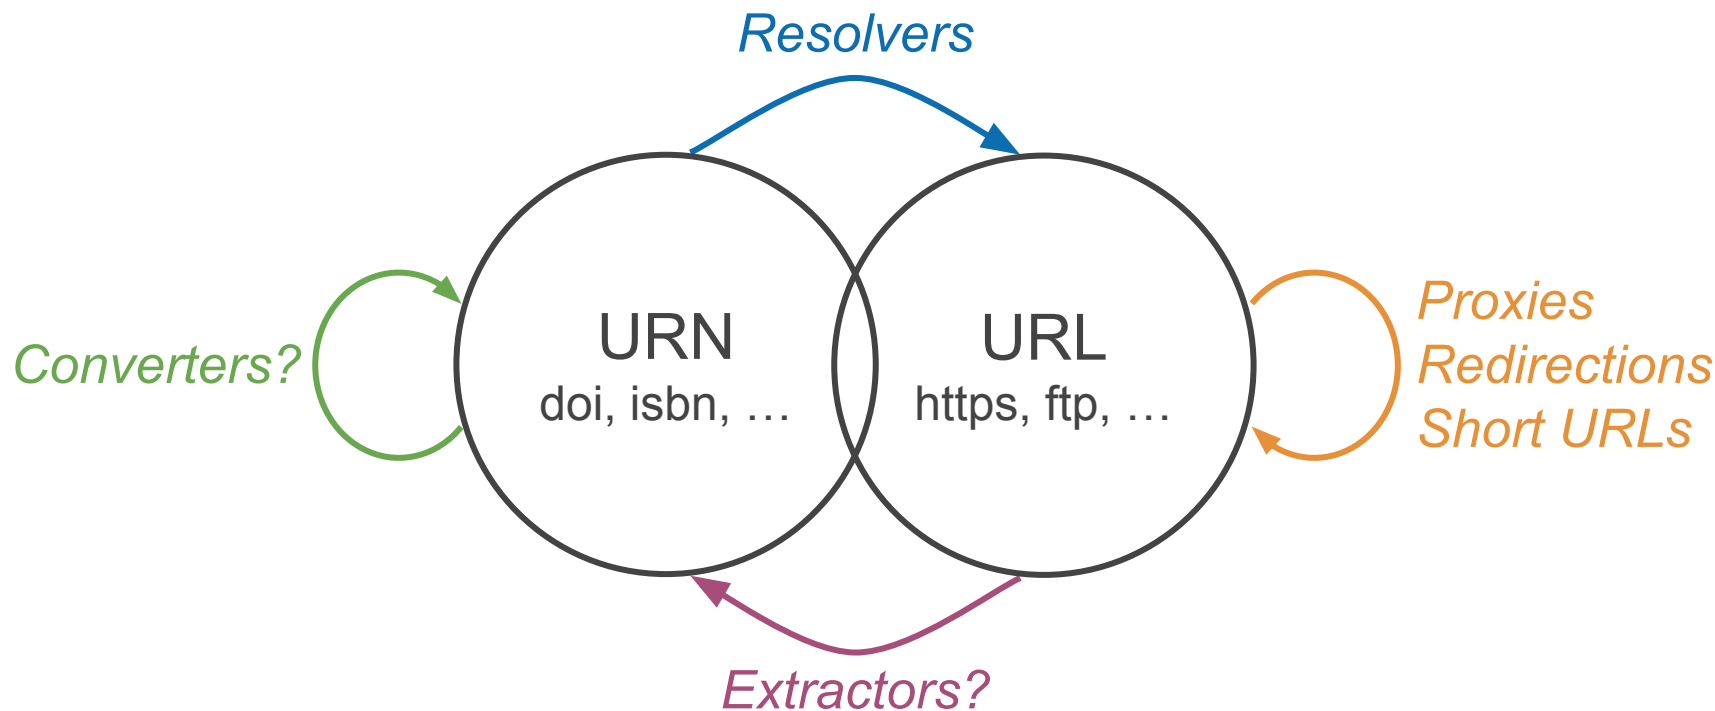 Resolvers
Converters?
URN
doi, isbn, …
URL
https, ftp, …
Proxies
Redirections
Short URLs
Extractors?